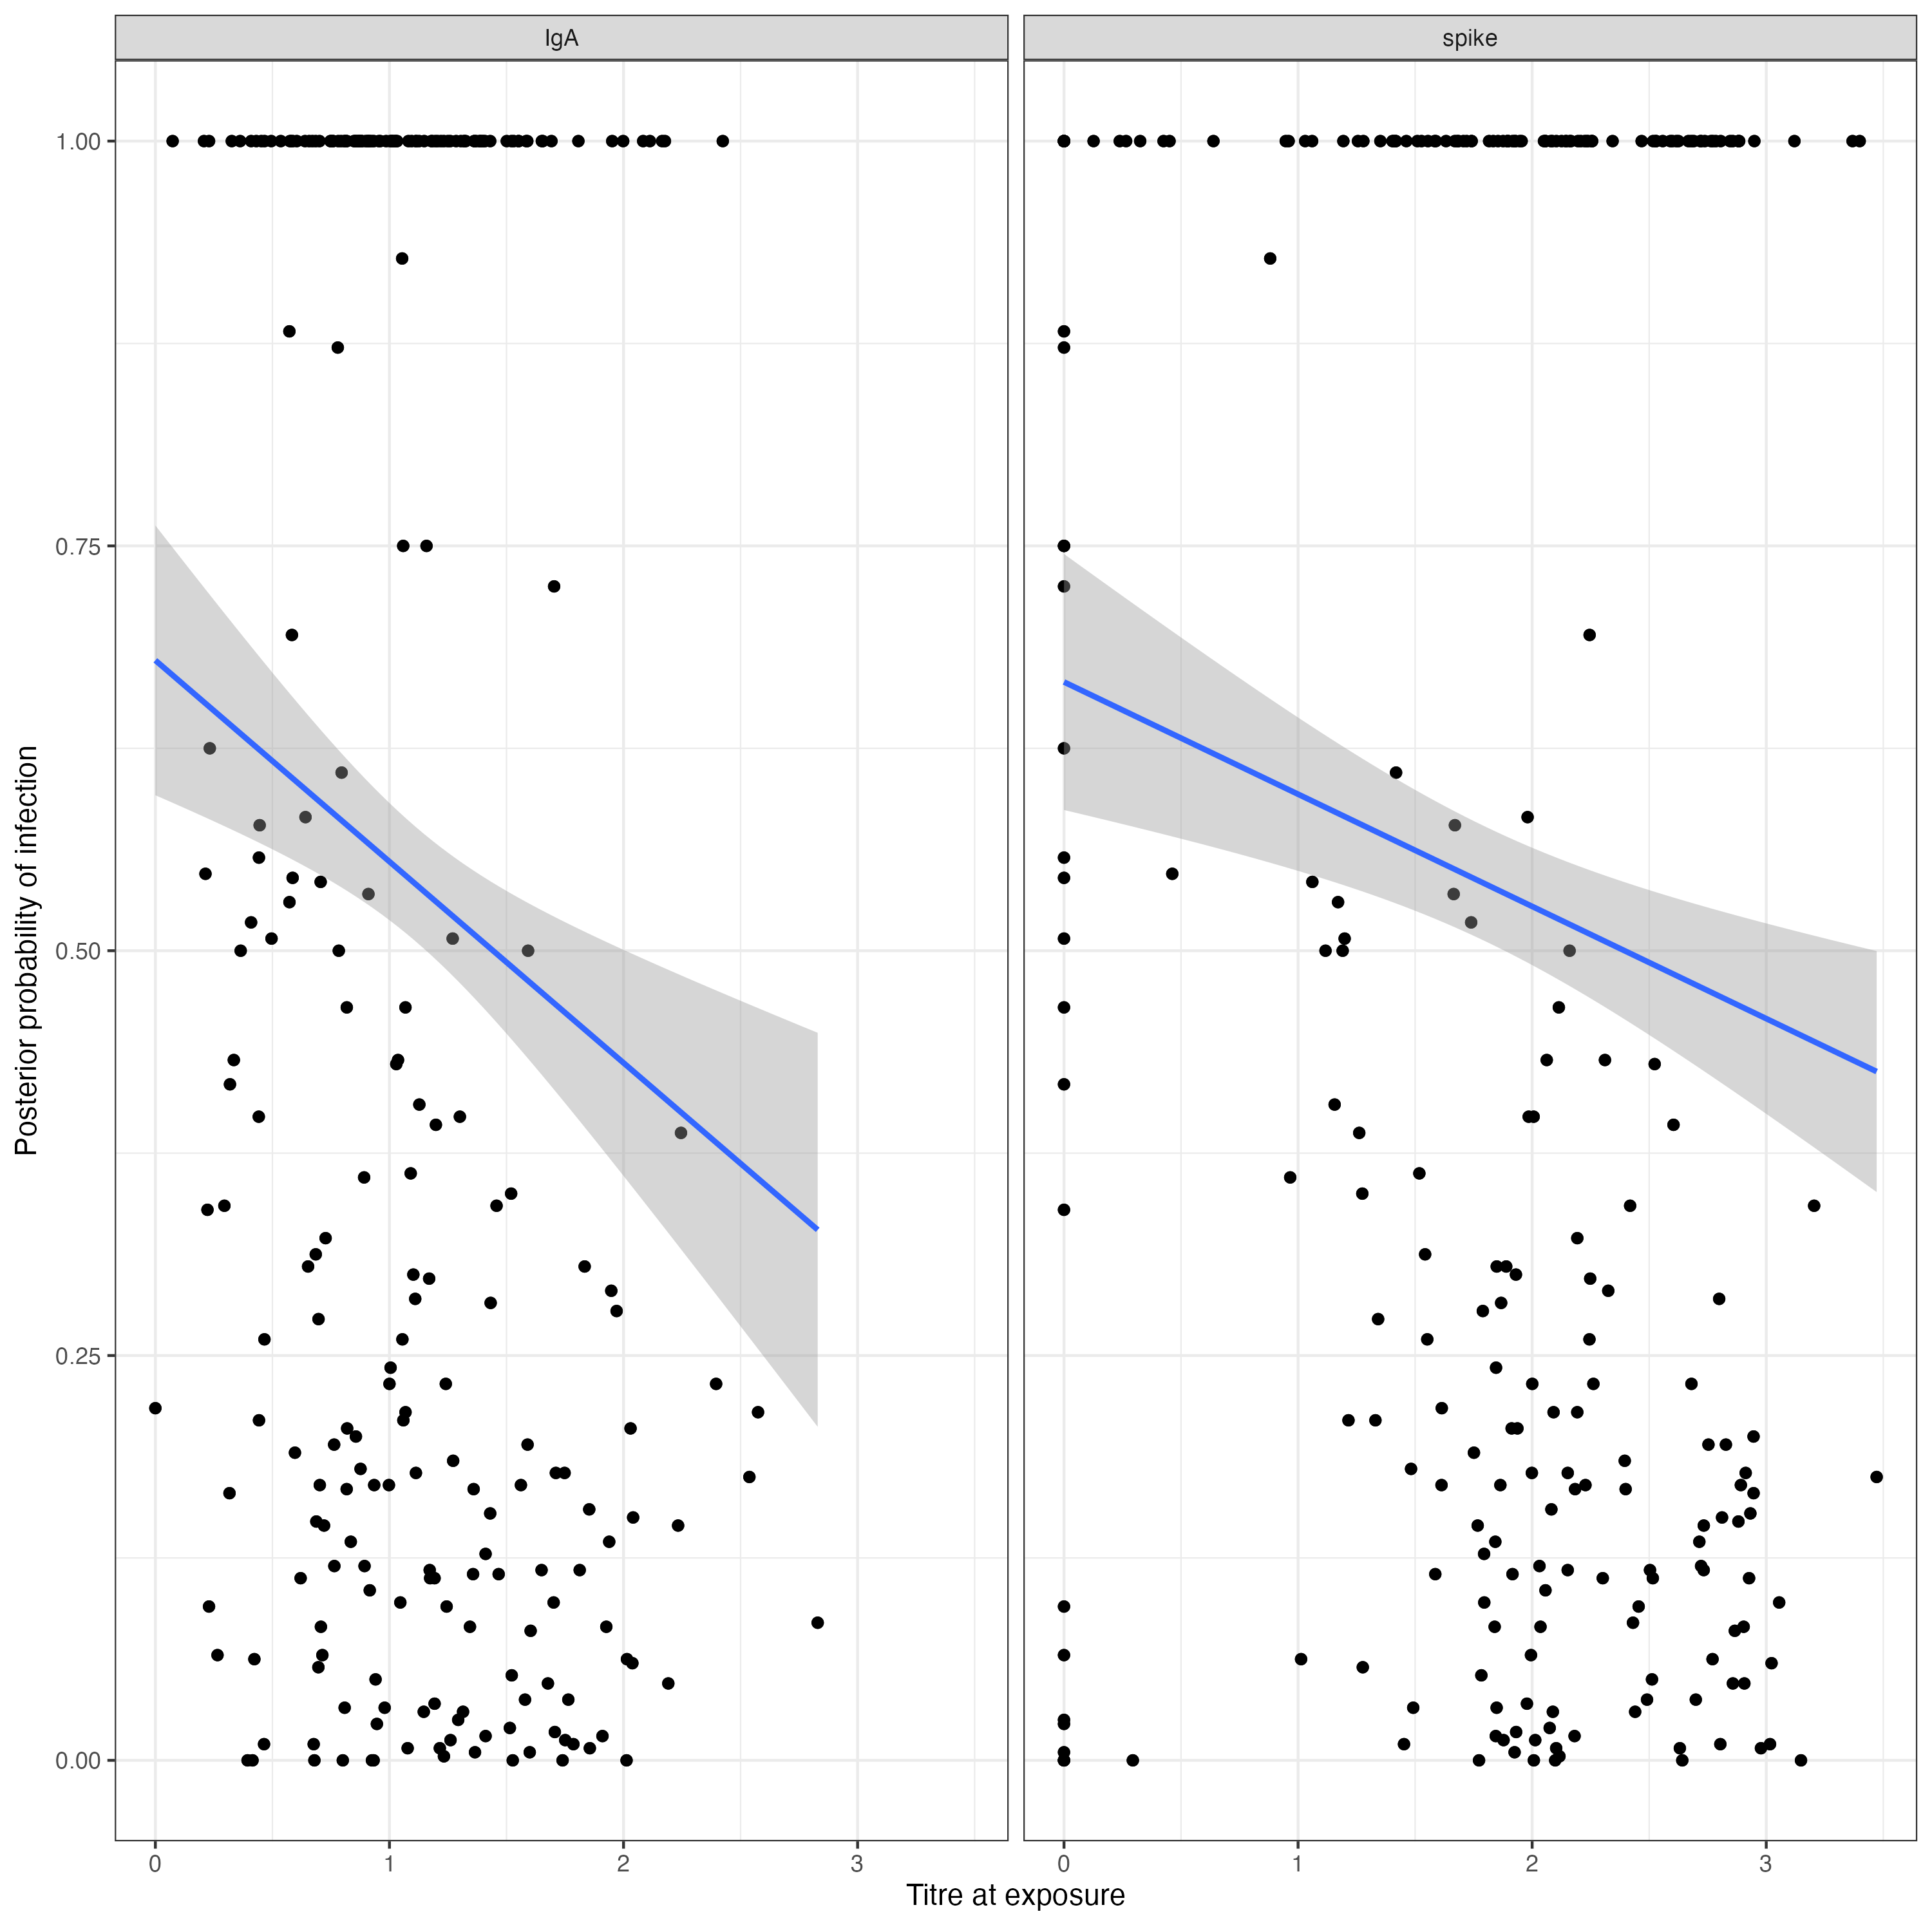 IgA
spike
1.00
0.75
0.50
0.25
0.00
Posterior probability of infection
0 1 2 3
0 1 2 3
Titre at exposure